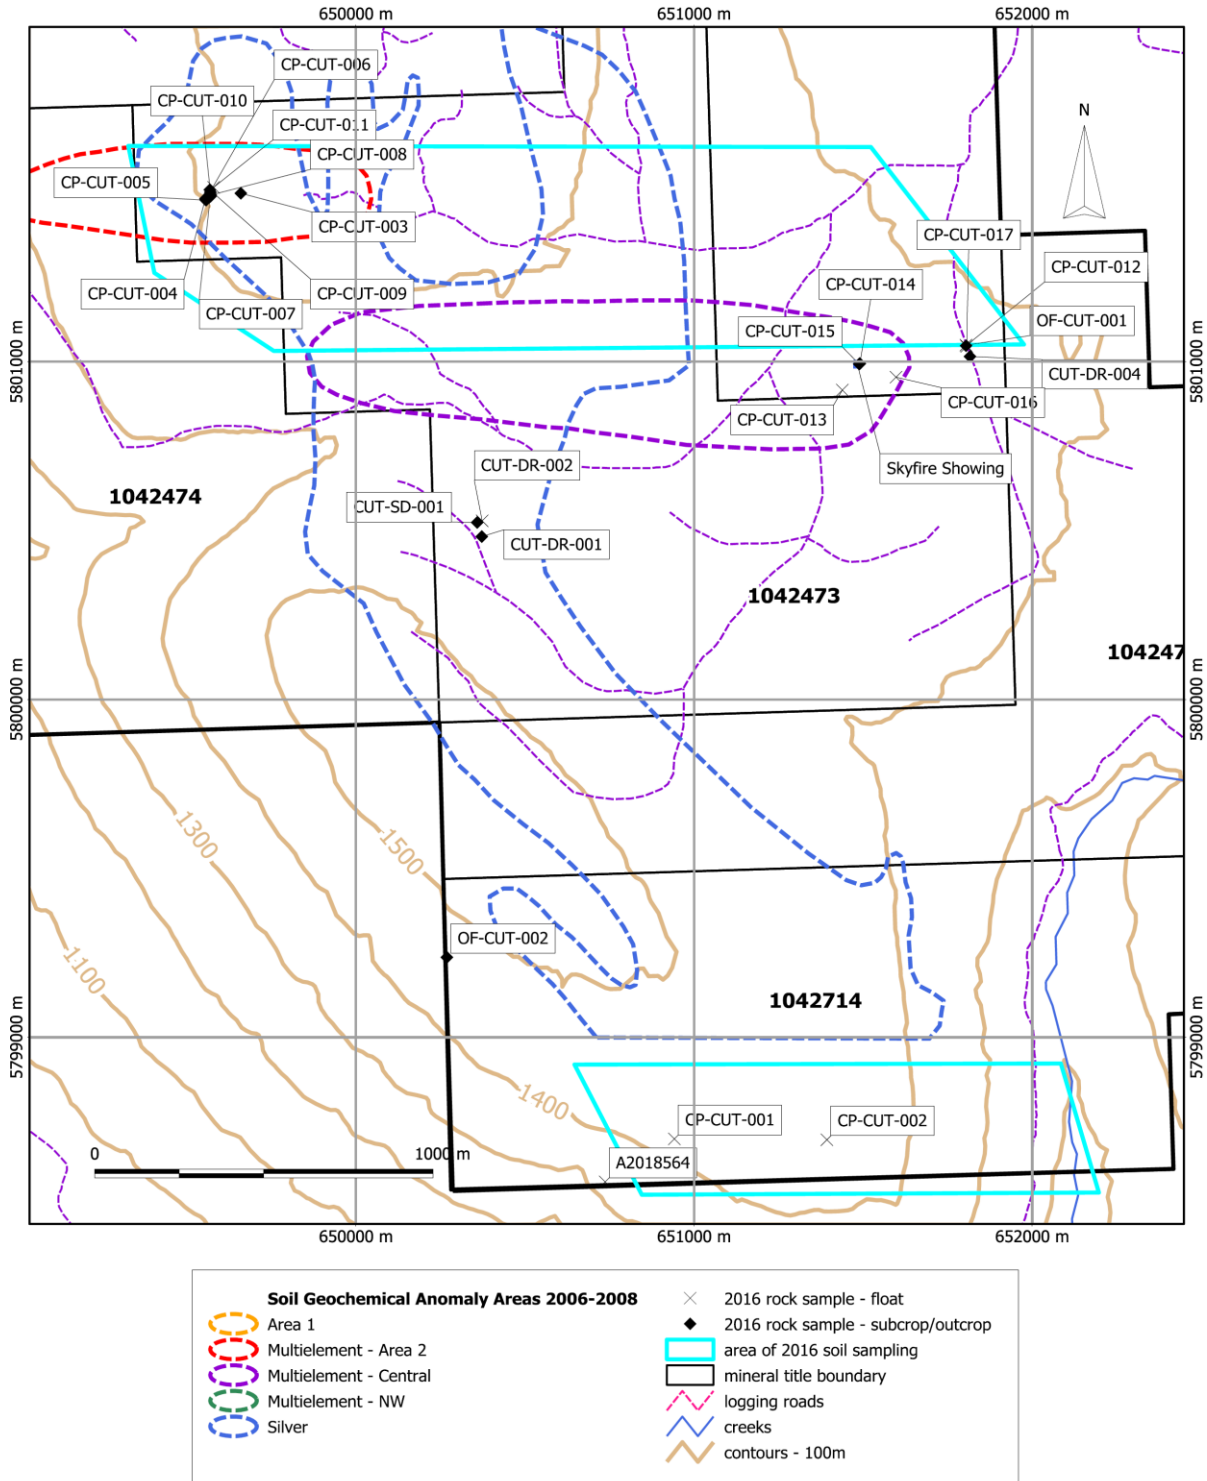 650000 m
651000 m
652000 m
CP-CUT-006
CP-CUT-010
CP-CUT-011
N
CP-CUT-008
CP-CUT-005
CP-CUT-003
CP-CUT-017
CP-CUT-012
CP-CUT-014
CP-CUT-004
CP-CUT-009
CP-CUT-007
OF-CUT-001
CP-CUT-015
5801000 m
5801000 m
CUT-DR-004
CP-CUT-016
CP-CUT-013
CUT-DR-002
Skyfire Showing
1042474
CUT-SD-001
CUT-DR-001
1042473
104247
5800000 m
5800000 m
1300
1500
OF-CUT-002
1100
1042714
5799000 m
5799000 m
1400
CP-CUT-001
CP-CUT-002
0
1000 m
A2018564
650000 m
651000 m
652000 m
Soil Geochemical Anomaly Areas 2006-2008
Area 1
Multielement - Area 2
Multielement - Central
Multielement - NW
Silver
2016 rock sample - float
2016 rock sample - subcrop/outcrop
area of 2016 soil sampling
mineral title boundary
logging roads
creeks
contours - 100m